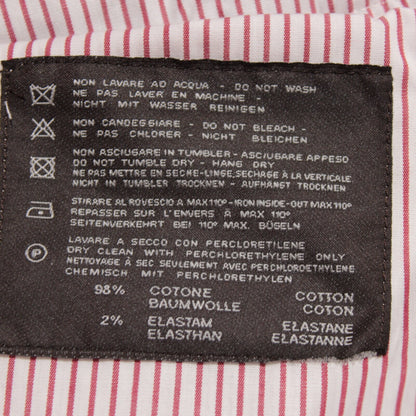 NON LAVARE AD ACQUA - DO NOT WASH
NE PAS LAVER EN MACHINE -
NICHT MIT WASSER REINIGEN
NON CANDEGGIARE - DO NOT BLEACH -
NE PAS CHLORER - NICHT BLEICHEN
NON ASCIUGARE IN TUMBLER - ASCIUGARE APPESO
DO NOT TUMBLE DRY - HANG DRY
NE PAS METTRE EN SECHE-LINGE, SECHAGE A LA VERTICALE
NICHT IN TUMBLER TROCKNEN - AUFHÄNGT TROCKNEN
STIRARE AL ROVESCIO A MAX 110° - IRON INSIDE-OUT MAX 110°
REPASSER SUR L'ENVERS À MAX 110°
SEITENVERKEHRT BEI 110° MAX. BÜGELN
P LAVARE A SECCO CON PERCLORETILENE
DRY CLEAN WITH PERCHLORETHYLENE ONLY
NETTOYAGE À SEC SEULEMENT AVEC PERCHLOROETHYLENE
CHEMISCH MIT PERCHLORETHYLEN
98% COTONE COTTON
BAUMWOLLE COTON
2% ELASTAM ELASTANE
ELASTHAN ELASTANNE